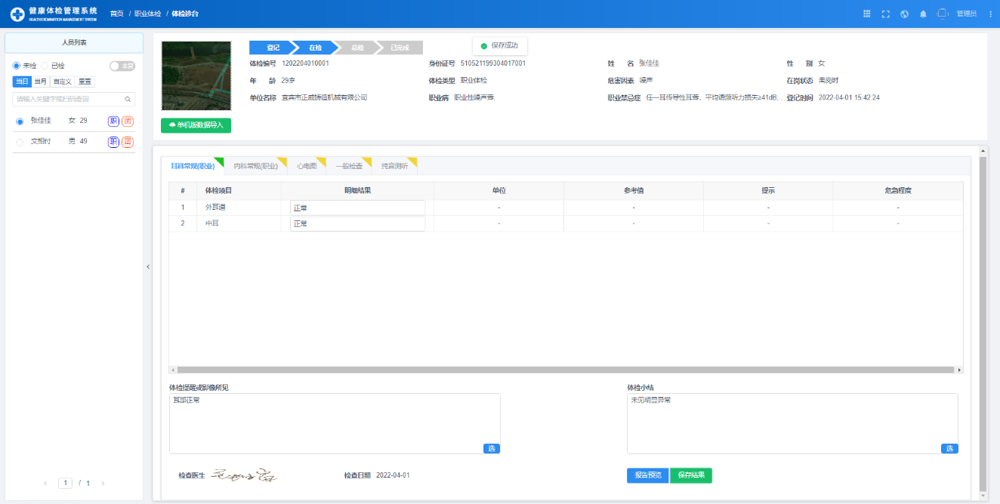 健康体检管理系统 首页 / 职业体检 / 体检诊台 管理员
HEALTH EXAMINATION MANAGEMENT SYSTEM
人员列表
未检 已检 非急
当日 当月 自定义 重置
请输入关键字或扫码查询
张佳佳 女 29 职 团
文相付 男 49 职 团
< 1 / 1 >
登记 在检 总检 已完成
保存成功
体检编号 1202204010001 身份证号 510521199304017001 姓 名 张佳佳 性 别 女
年 龄 29岁 体检类型 职业体检 危害因素 噪声 在岗状态 离岗时
单位名称 宜宾市正威铸造机械有限公司 职业病 职业性噪声聋; 职业禁忌症 任一耳传导性耳聋，平均语频听力损失≥41dB;... 登记时间 2022-04-01 15:42:24
单机版数据导入
耳科常规(职业) 内科常规(职业) 心电图 一般检查 纯音测听
# 体检项目 明细结果 单位 参考值 提示 危急程度
1 外耳道 正常 - - - -
2 中耳 正常 - - - -
体检提醒或影像所见 体检小结
耳部正常 未见明显异常
选 选
检查医生 检查日期 2022-04-01 报告预览 保存结果